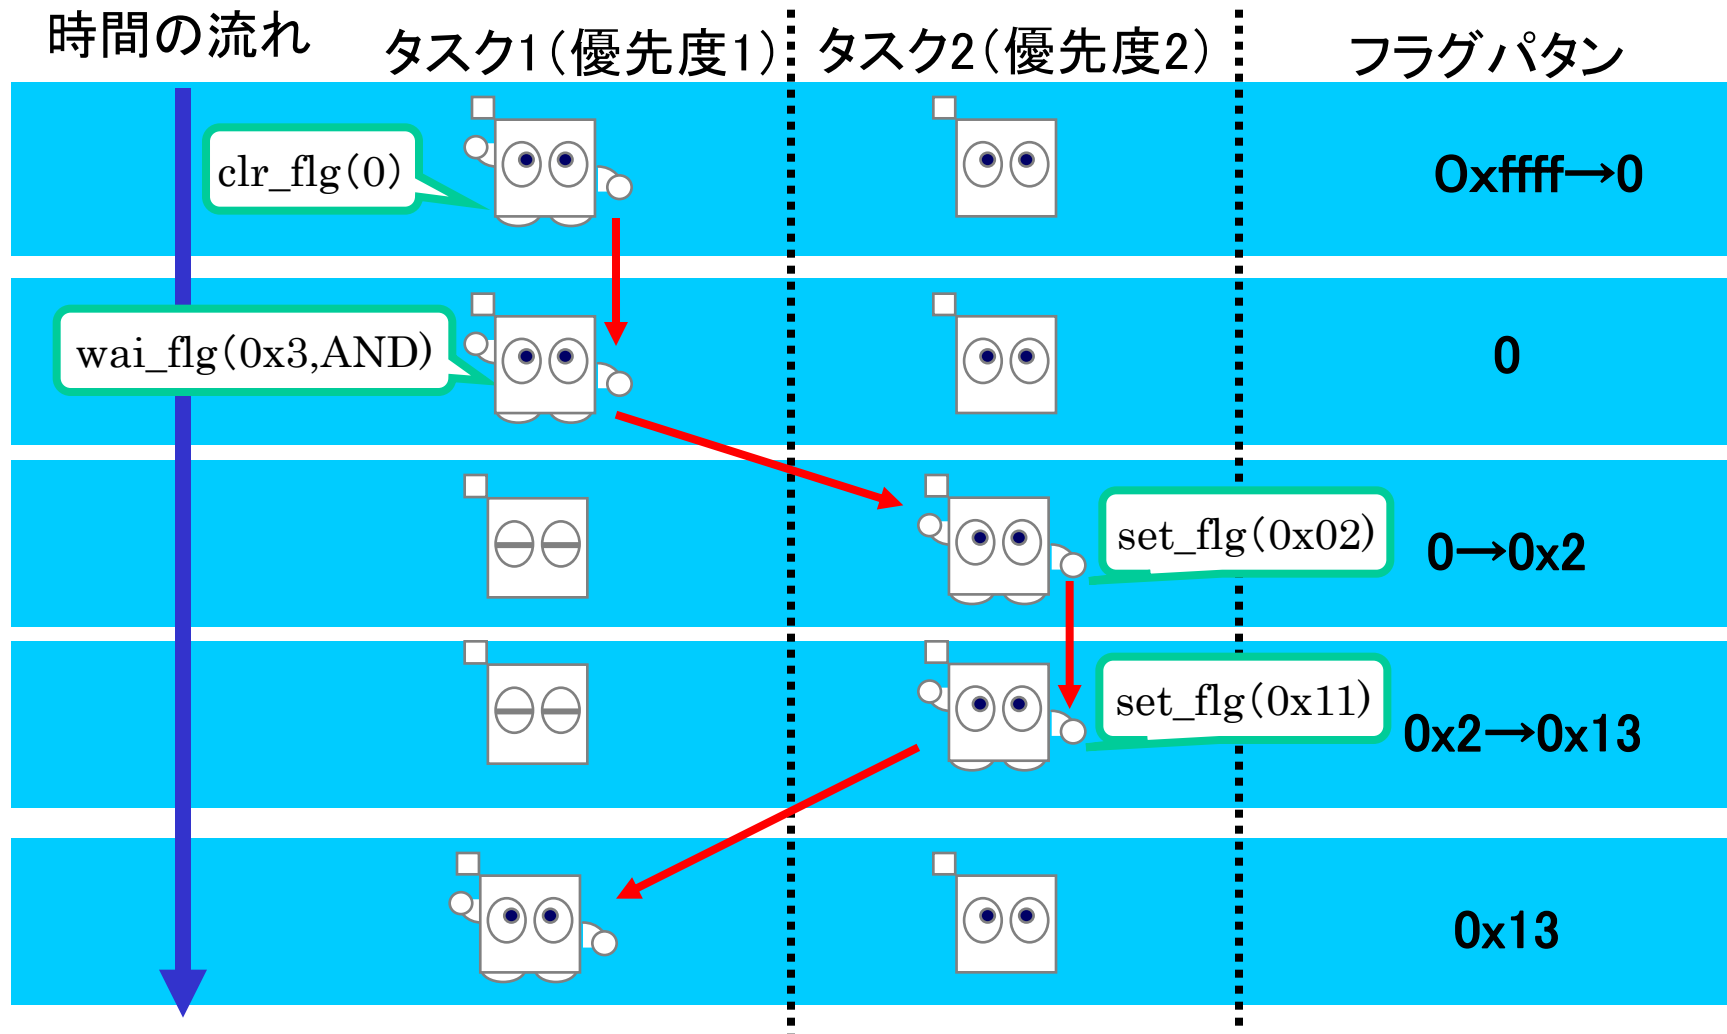 時間の流れ
タスク1(優先度1)
タスク2(優先度2)
フラグパタン
clr_flg(0)
0xffff→0
wai_flg(0x3,AND)
0
set_flg(0x02)
0→0x2
set_flg(0x11)
0x2→0x13
0x13